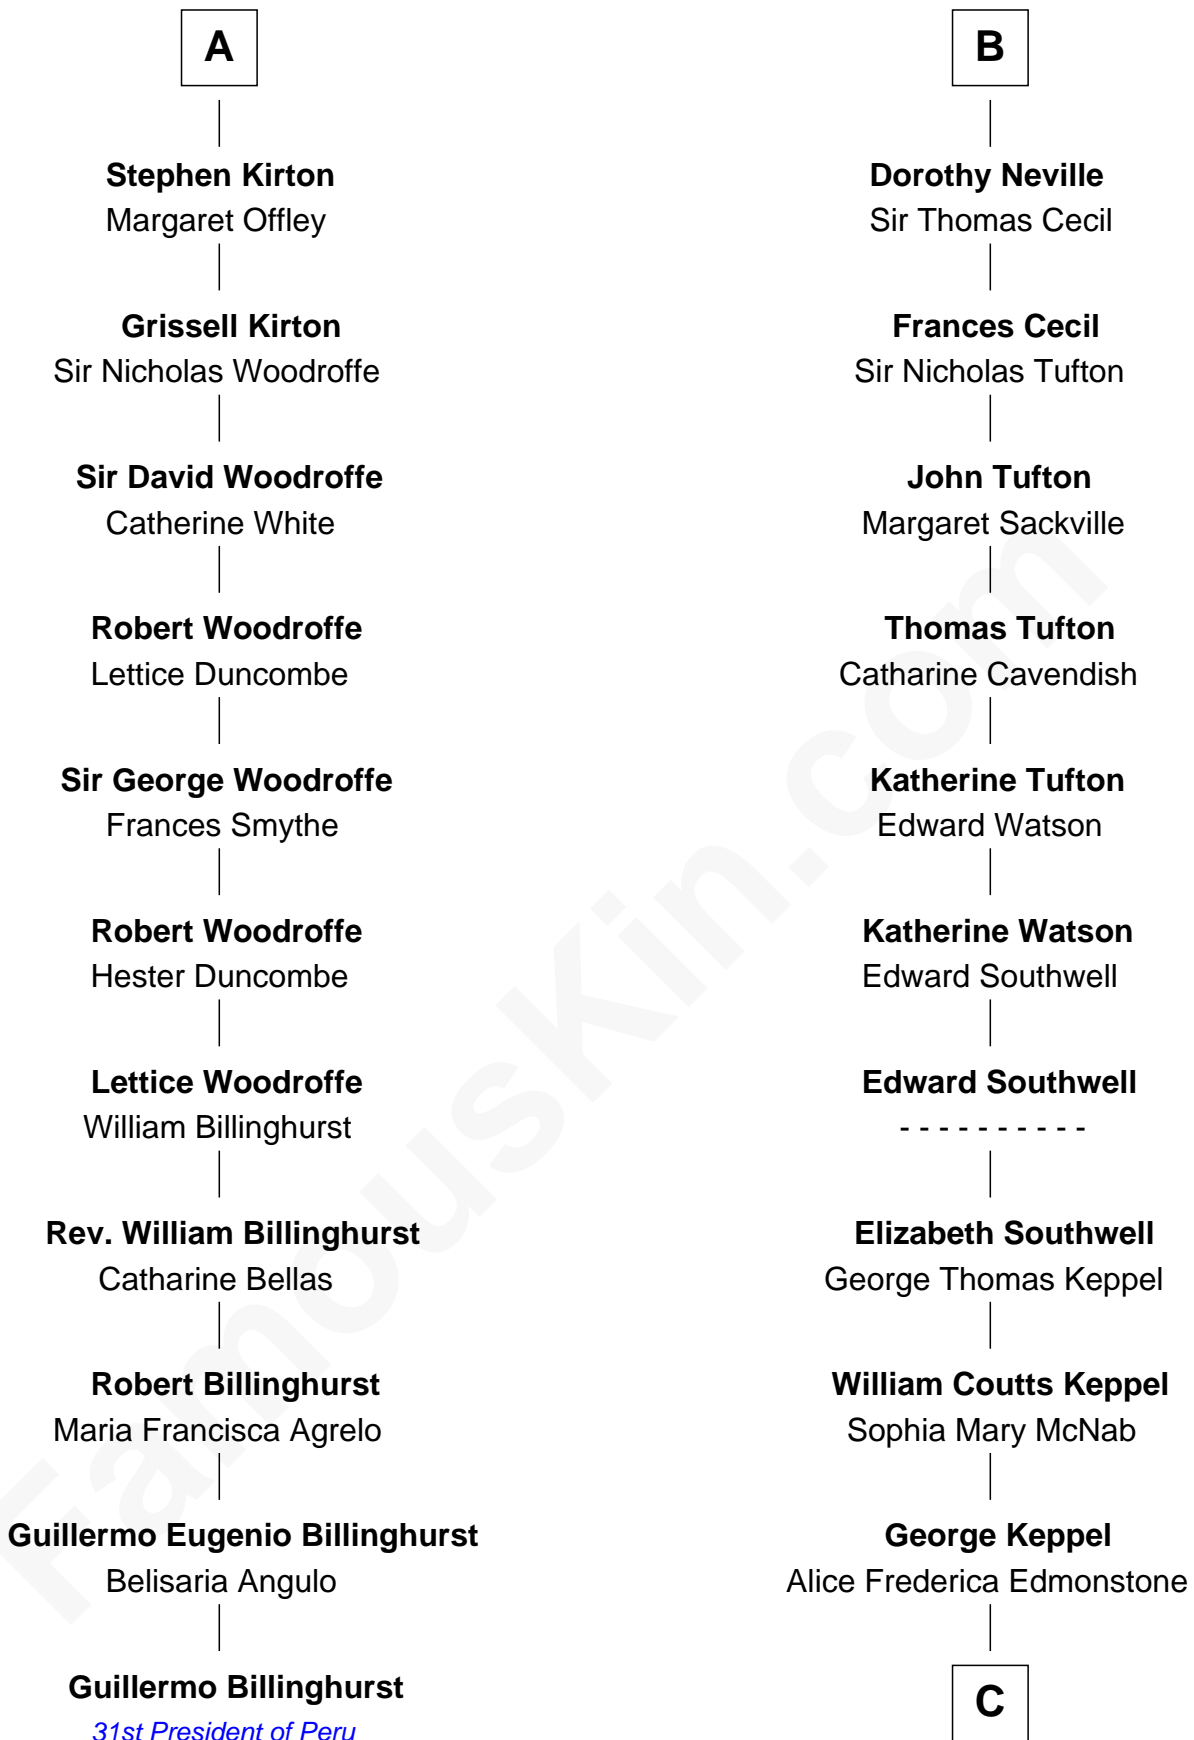 A
Stephen Kirton
Margaret Offley
Grissell Kirton
Sir Nicholas Woodroffe
Sir David Woodroffe
Catherine White
Robert Woodroffe
Lettice Duncombe
Sir George Woodroffe
Frances Smythe
Robert Woodroffe
Hester Duncombe
Lettice Woodroffe
William Billinghurst
Rev. William Billinghurst
Catharine Bellas
Robert Billinghurst
Maria Francisca Agrelo
Guillermo Eugenio Billinghurst
Belisaria Angulo
Guillermo Billinghurst
31st President of Peru
B
Dorothy Neville
Sir Thomas Cecil
Frances Cecil
Sir Nicholas Tufton
John Tufton
Margaret Sackville
Thomas Tufton
Catharine Cavendish
Katherine Tufton
Edward Watson
Katherine Watson
Edward Southwell
Edward Southwell
- - - - - - - - - -
Elizabeth Southwell
George Thomas Keppel
William Coutts Keppel
Sophia Mary McNab
George Keppel
Alice Frederica Edmonstone
C
FamousKin.com